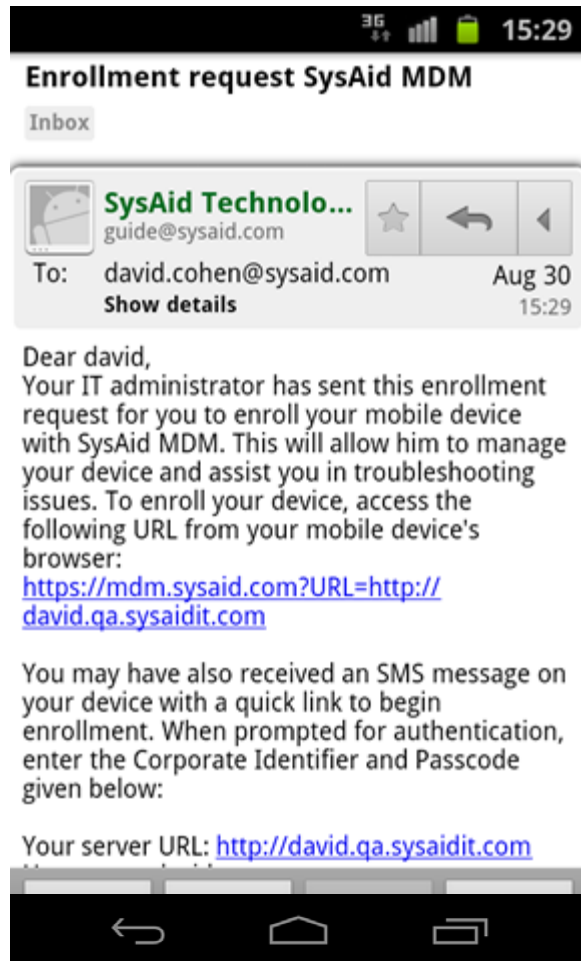 3G 15:29
Enrollment request SysAid MDM
Inbox
SysAid Technolo...
guide@sysaid.com
To: david.cohen@sysaid.com Aug 30
Show details 15:29
Dear david,
Your IT administrator has sent this enrollment
request for you to enroll your mobile device
with SysAid MDM. This will allow him to manage
your device and assist you in troubleshooting
issues. To enroll your device, access the
following URL from your mobile device's
browser:
https://mdm.sysaid.com?URL=http://
david.qa.sysaidit.com
You may have also received an SMS message on
your device with a quick link to begin
enrollment. When prompted for authentication,
enter the Corporate Identifier and Passcode
given below:
Your server URL: http://david.qa.sysaidit.com